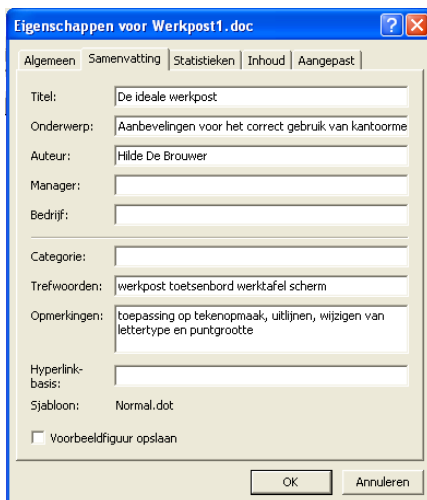 Eigenschappen voor Werkpost1.doc
Algemeen Samenvatting Statistieken Inhoud Aangepast
Titel: De ideale werkpost
Onderwerp: Aanbevelingen voor het correct gebruik van kantoorme
Auteur: Hilde De Brouwer
Manager:
Bedrijf:
Categorie:
Trefwoorden: werkpost toetsenbord werktafel scherm
Opmerkingen: toepassing op tekenopmaak, uitlijnen, wijzigen van
lettertype en puntgrootte
Hyperlink-
basis:
Sjabloon: Normal.dot
Voorbeeldfiguur opslaan
OK Annuleren